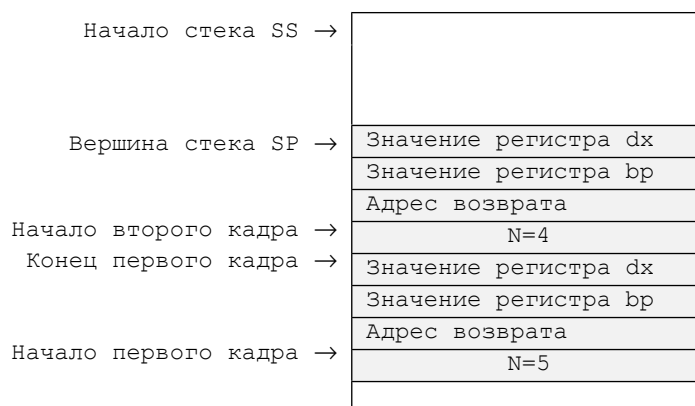 Начало стека SS →
Вершина стека SP → Значение регистра dx
Значение регистра bp
Адрес возврата
Начало второго кадра → N=4
Конец первого кадра → Значение регистра dx
Значение регистра bp
Адрес возврата
Начало первого кадра → N=5